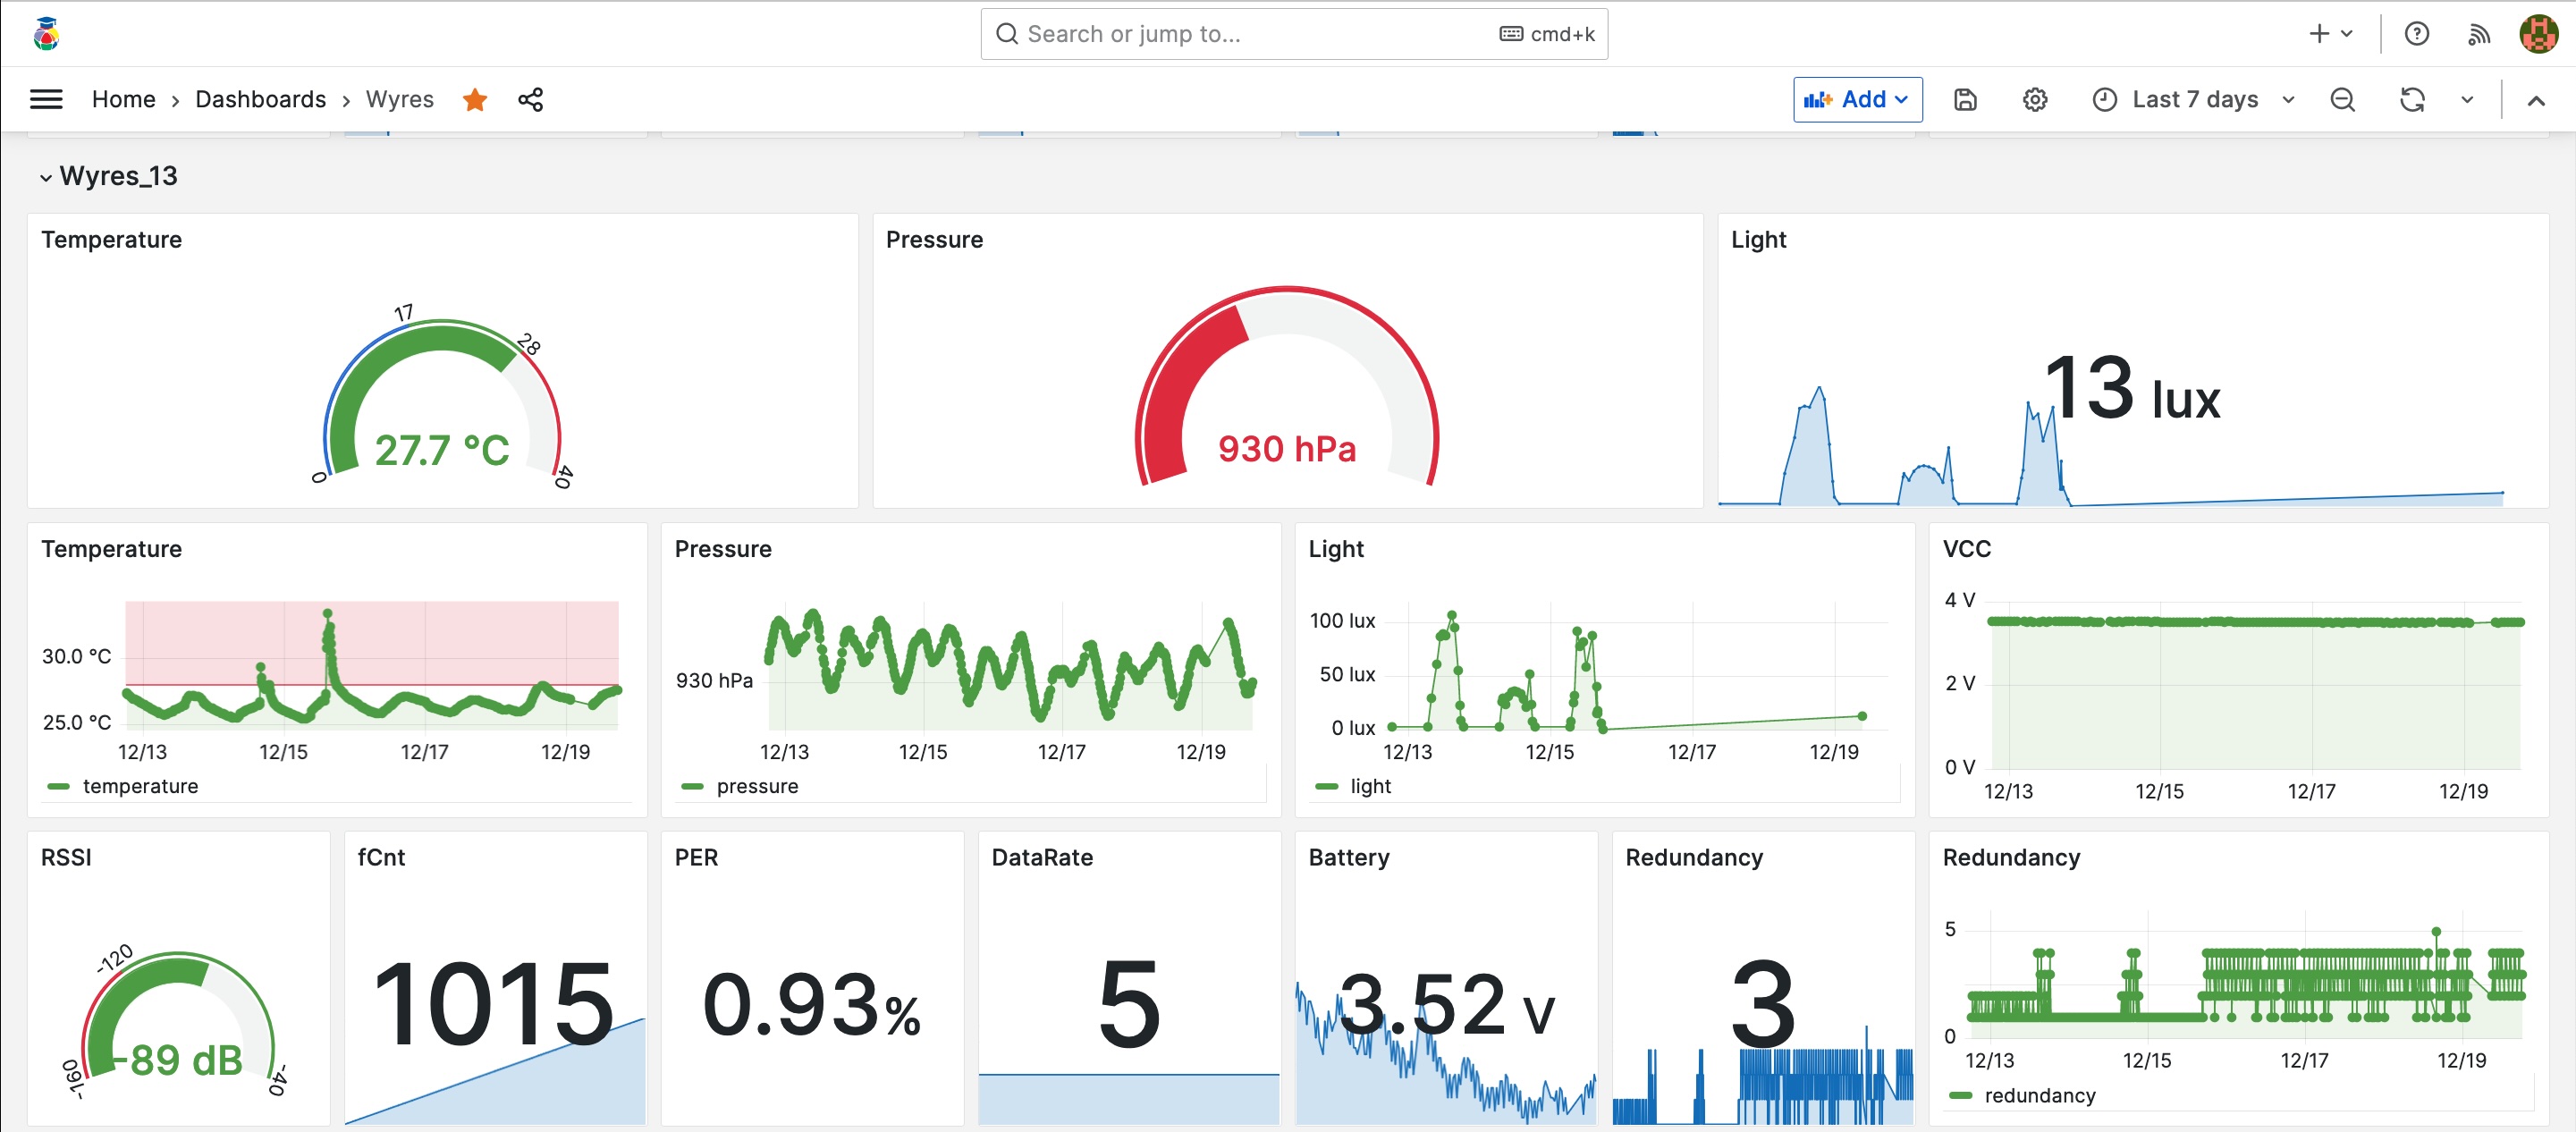 Search or jump to... cmd+k
Home › Dashboards › Wyres Add Last 7 days
Wyres_13
Temperature
17
28
0
40
27.7 °C
Pressure
930 hPa
Light
13 lux
Temperature
30.0 °C
25.0 °C
12/13 12/15 12/17 12/19
temperature
Pressure
930 hPa
12/13 12/15 12/17 12/19
pressure
Light
100 lux
50 lux
0 lux
12/13 12/15 12/17 12/19
light
VCC
4 V
2 V
0 V
12/13 12/15 12/17 12/19
RSSI
-120
-160
-40
-89 dB
fCnt
1015
PER
0.93%
DataRate
5
Battery
3.52 V
Redundancy
3
Redundancy
5
0
12/13 12/15 12/17 12/19
redundancy